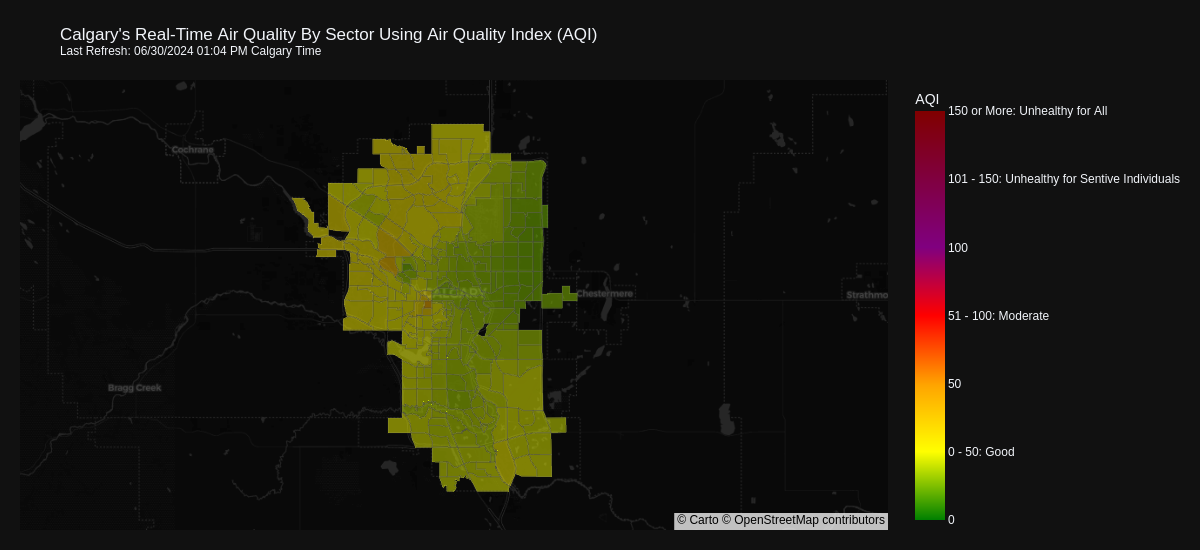 Calgary's Real-Time Air Quality By Sector Using Air Quality Index (AQI)
Last Refresh: 06/30/2024 01:04 PM Calgary Time
AQI
150 or More: Unhealthy for All
101 - 150: Unhealthy for Sentive Individuals
100
51 - 100: Moderate
50
0 - 50: Good
0
Cochrane
CALGARY
Chestermere
Strathmo
Bragg Creek
© Carto © OpenStreetMap contributors